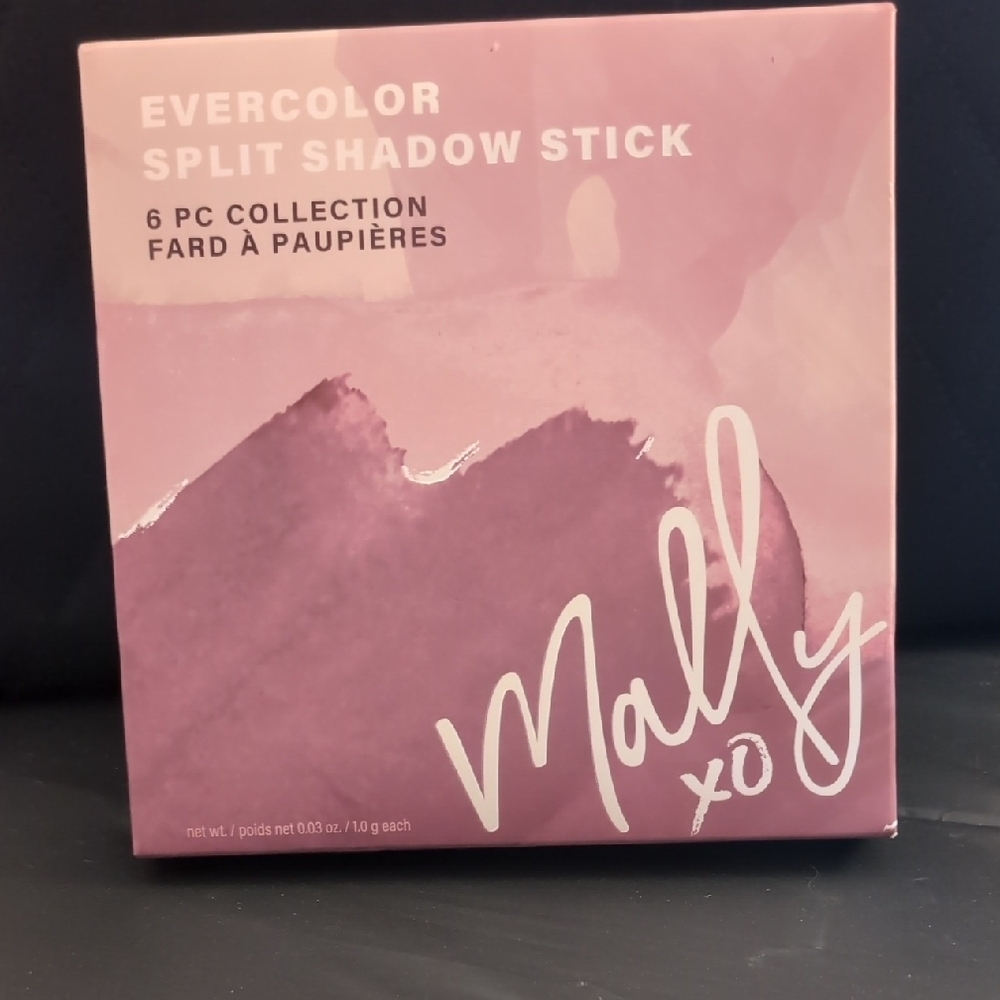 EVERCOLOR
SPLIT SHADOW STICK
6 PC COLLECTION
FARD À PAUPIÈRES
Mally
xo
net wt. / poids net 0.03 oz. / 1.0 g each